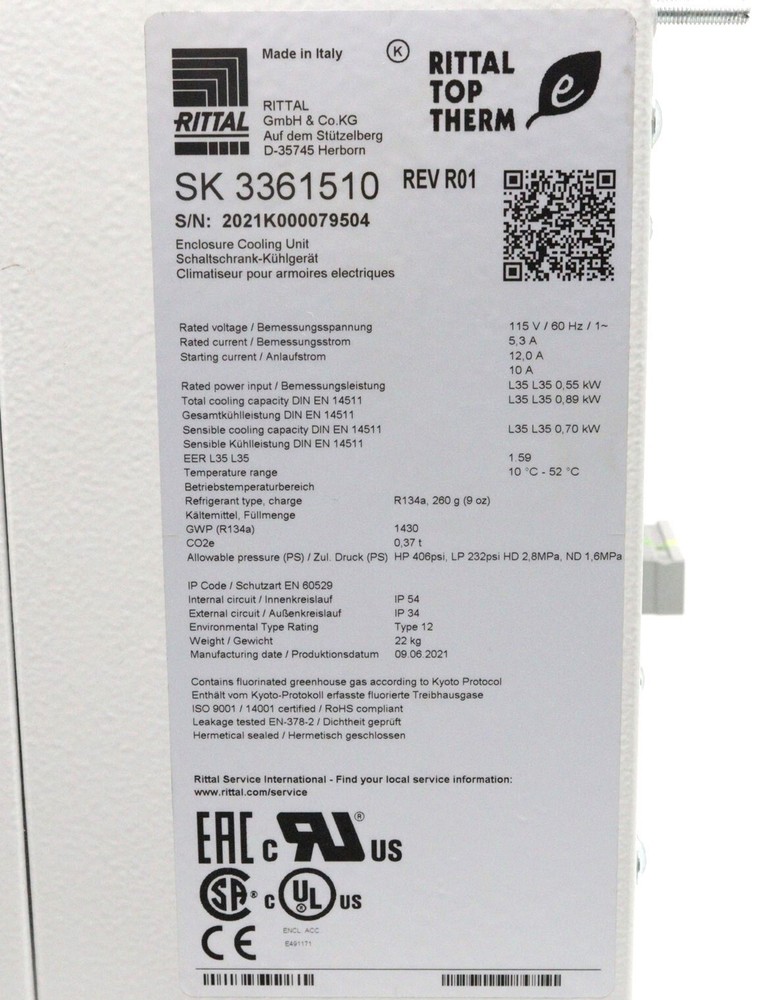 Made in Italy
K
RITTAL
RITTAL
GmbH & Co.KG
Auf dem Stützelberg
D-35745 Herborn
RITTAL
TOP
THERM
e
SK 3361510 REV R01
S/N: 2021K000079504
Enclosure Cooling Unit
Schaltschrank-Kühlgerät
Climatiseur pour armoires electriques
Rated voltage / Bemessungsspannung 115 V / 60 Hz / 1~
Rated current / Bemessungsstrom 5,3 A
Starting current / Anlaufstrom 12,0 A
10 A
Rated power input / Bemessungsleistung L35 L35 0,55 kW
Total cooling capacity DIN EN 14511 L35 L35 0,89 kW
Gesamtkühlleistung DIN EN 14511
Sensible cooling capacity DIN EN 14511 L35 L35 0,70 kW
Sensible Kühlleistung DIN EN 14511
EER L35 L35 1.59
Temperature range 10 °C - 52 °C
Betriebstemperaturbereich
Refrigerant type, charge R134a, 260 g (9 oz)
Kältemittel, Füllmenge
GWP (R134a) 1430
CO2e 0,37 t
Allowable pressure (PS) / Zul. Druck (PS) HP 406psi, LP 232psi HD 2,8MPa, ND 1,6MPa
IP Code / Schutzart EN 60529
Internal circuit / Innenkreislauf IP 54
External circuit / Außenkreislauf IP 34
Environmental Type Rating Type 12
Weight / Gewicht 22 kg
Manufacturing date / Produktionsdatum 09.06.2021
Contains fluorinated greenhouse gas according to Kyoto Protocol
Enthält vom Kyoto-Protokoll erfasste fluorierte Treibhausgase
ISO 9001 / 14001 certified / RoHS compliant
Leakage tested EN-378-2 / Dichtheit geprüft
Hermetical sealed / Hermetisch geschlossen
Rittal Service International - Find your local service information:
www.rittal.com/service
EAC c RU ® US
SA ® c UL ® US
CE
ENCL. ACC.
E491171